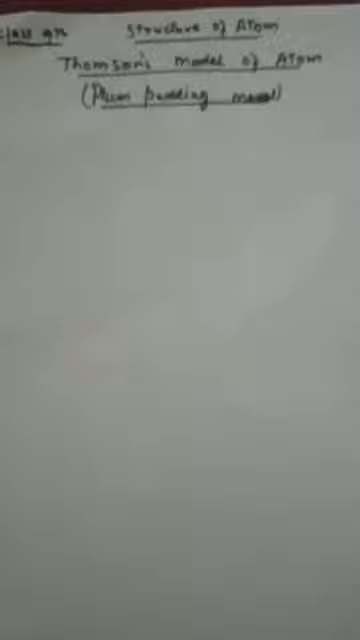 Class 9th
Structure of Atom
Thomson's model of Atom
(Plum pudding model)